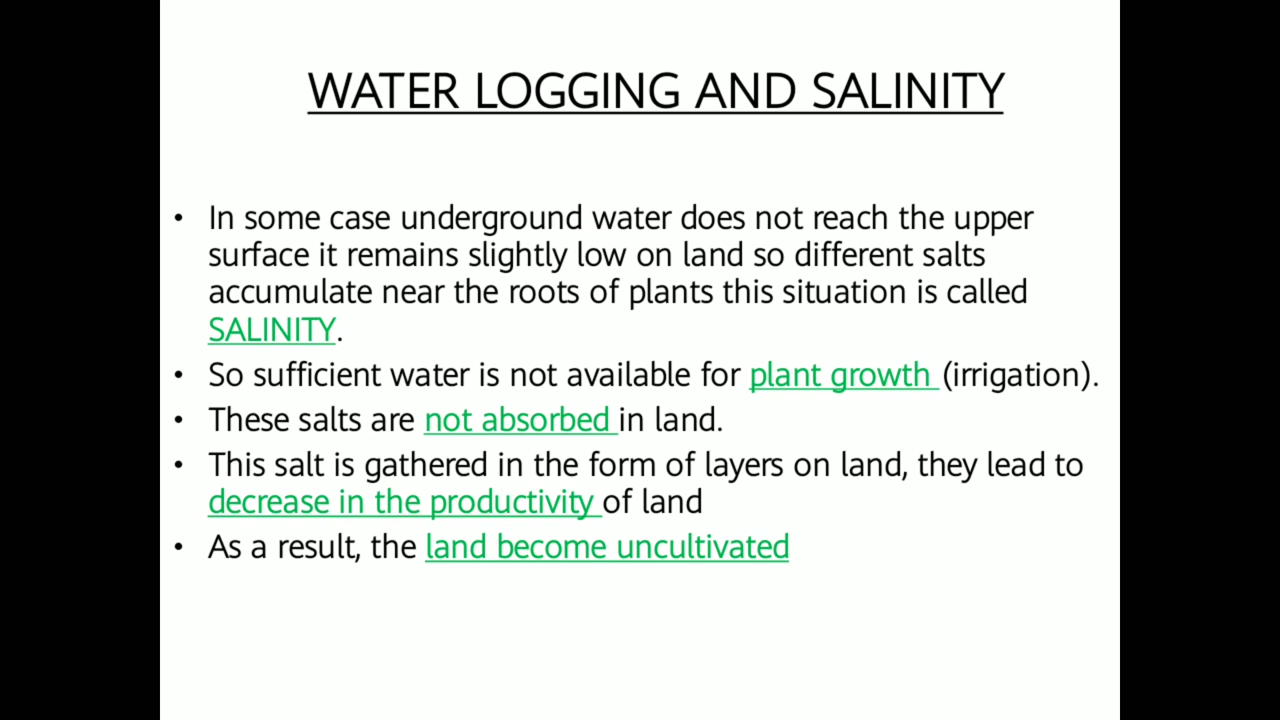 WATER LOGGING AND SALINITY
• In some case underground water does not reach the upper
surface it remains slightly low on land so different salts
accumulate near the roots of plants this situation is called
SALINITY.
• So sufficient water is not available for plant growth (irrigation).
• These salts are not absorbed in land.
• This salt is gathered in the form of layers on land, they lead to
decrease in the productivity of land
• As a result, the land become uncultivated